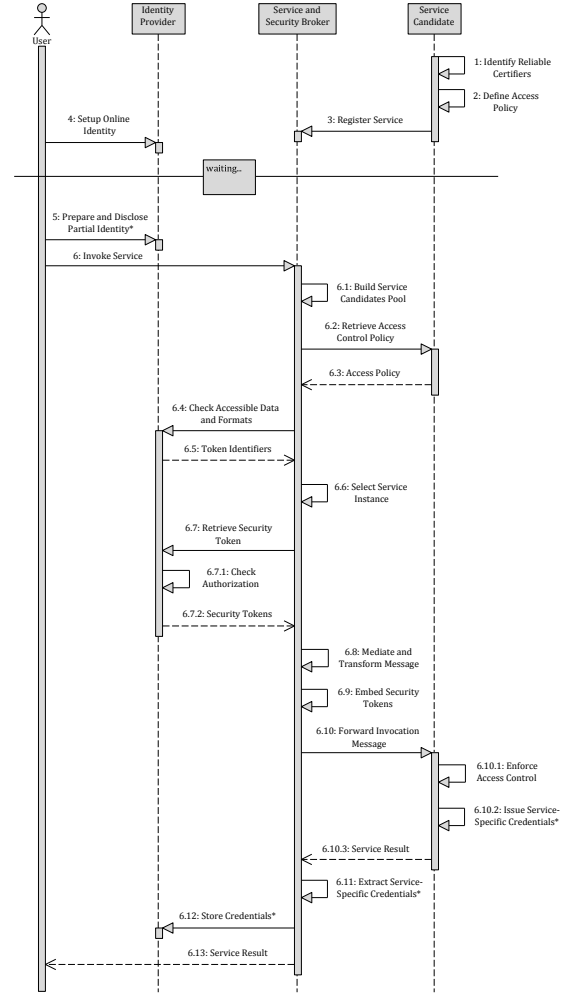 User
Identity
Provider
Service and
Security Broker
Service
Candidate
1: Identify Reliable
Certifiers
2: Define Access
Policy
3: Register Service
4: Setup Online
Identity
waiting...
5: Prepare and Disclose
Partial Identity*
6: Invoke Service
6.1: Build Service
Candidates Pool
6.2: Retrieve Access
Control Policy
6.3: Access Policy
6.4: Check Accessible Data
and Formats
6.5: Token Identifiers
6.6: Select Service
Instance
6.7: Retrieve Security
Token
6.7.1: Check
Authorization
6.7.2: Security Tokens
6.8: Mediate and
Transform Message
6.9: Embed Security
Tokens
6.10: Forward Invocation
Message
6.10.1: Enforce
Access Control
6.10.2: Issue Service-
Specific Credentials*
6.10.3: Service Result
6.11: Extract Service-
Specific Credentials*
6.12: Store Credentials*
6.13: Service Result